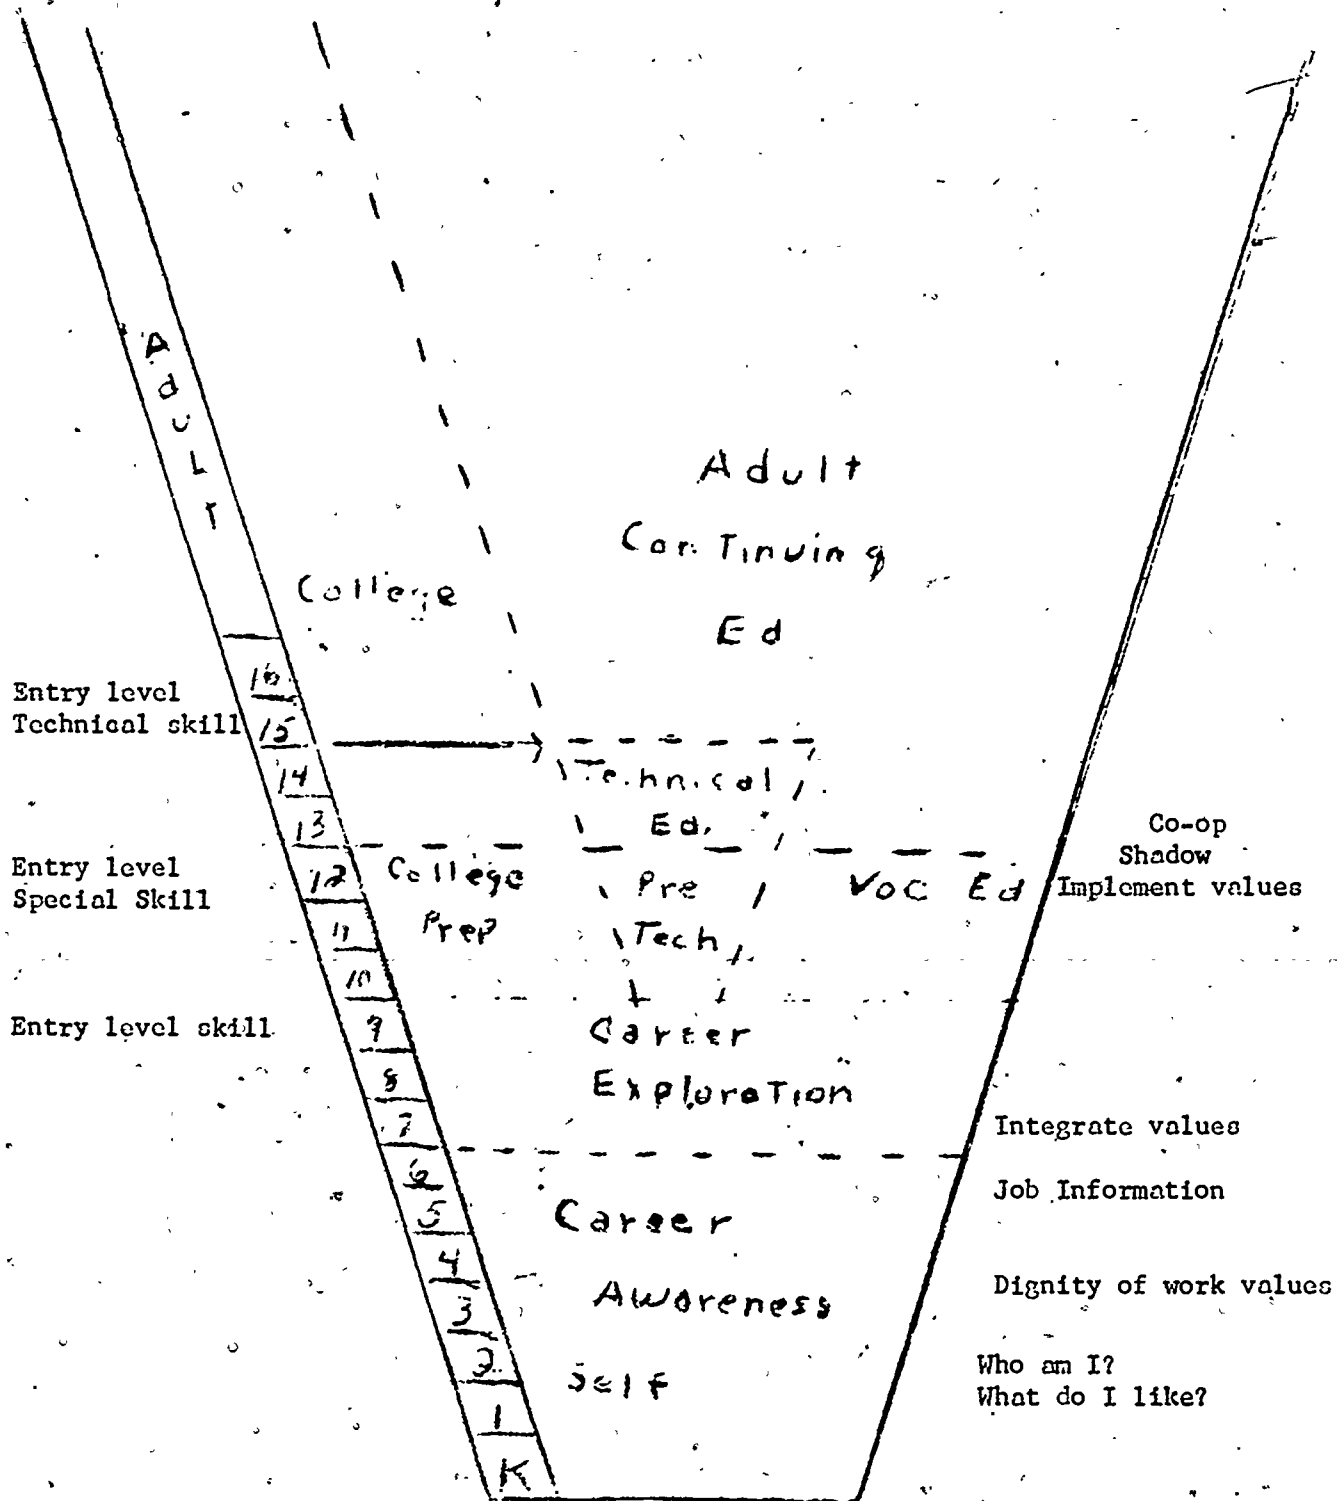 Adult
Adult
Continuing
Ed
College
16
Entry level
Technical skill
15
14
Technical
Ed.
13
Co-op
Shadow
Implement values
Entry level
Special Skill
12
College
Prep
Pre
Tech
Voc Ed
11
10
Entry level skill
9
Career
Exploration
8
7
Integrate values
6
Job Information
5
Career
Awareness
4
Dignity of work values
3
2
Self
Who am I?
What do I like?
1
K